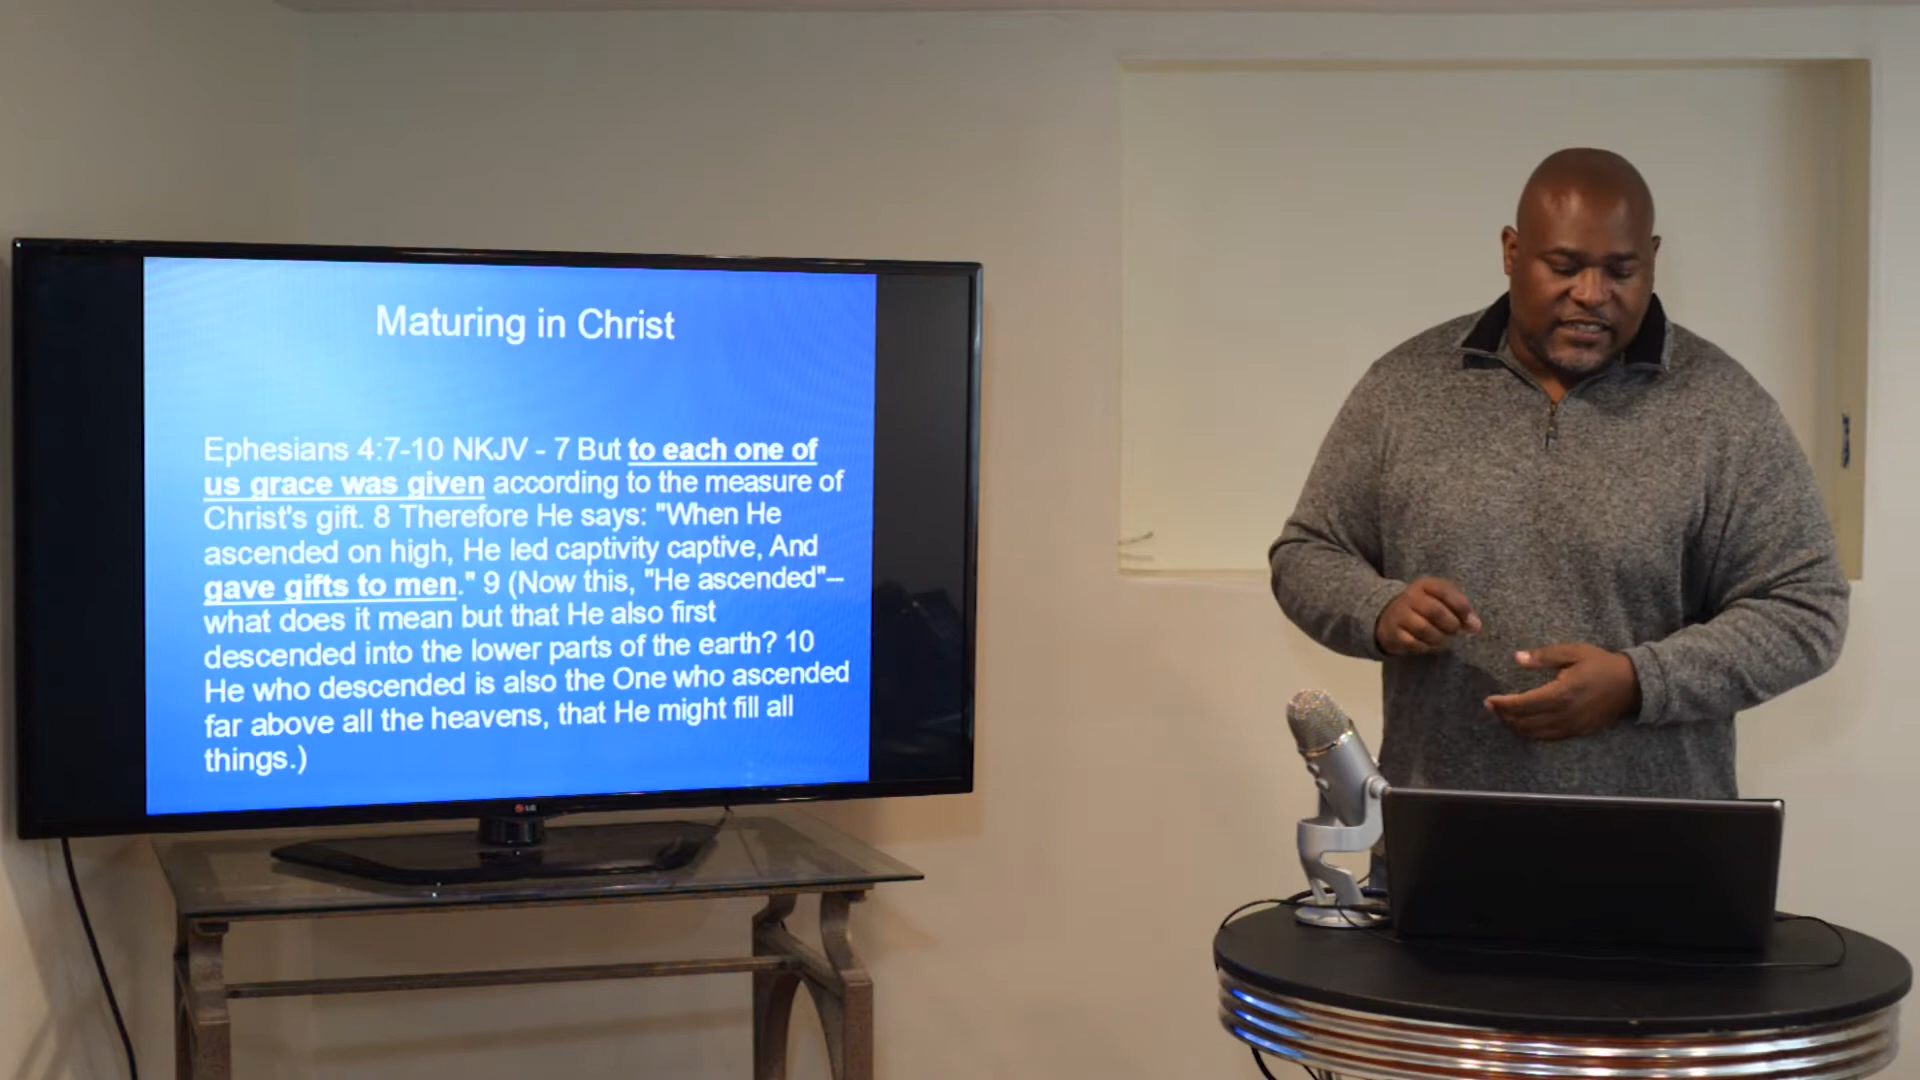 Maturing in Christ
Ephesians 4:7-10 NKJV - 7 But to each one of
us grace was given according to the measure of
Christ's gift. 8 Therefore He says: "When He
ascended on high, He led captivity captive, And
gave gifts to men." 9 (Now this, "He ascended"--
what does it mean but that He also first
descended into the lower parts of the earth? 10
He who descended is also the One who ascended
far above all the heavens, that He might fill all
things.)
LG